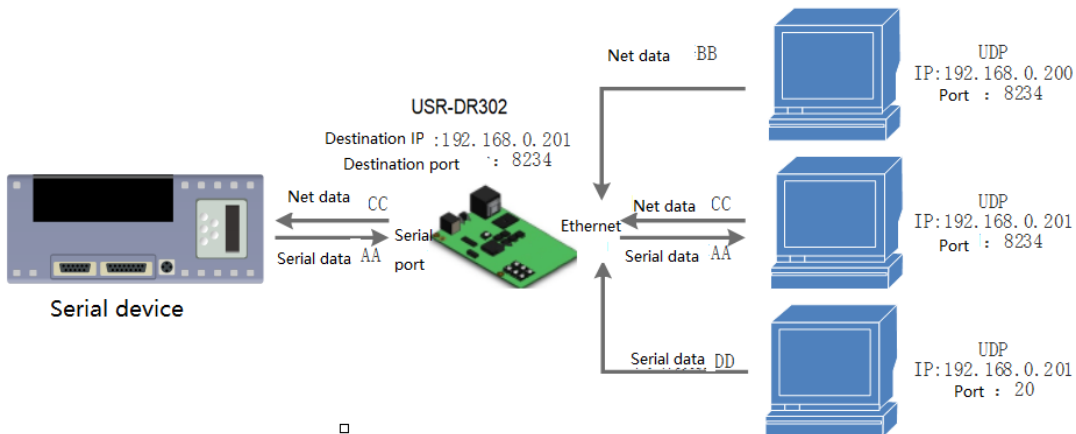 Net data BB
UDP
IP:192.168.0.200
Port : 8234
USR-DR302
Destination IP :192.168.0.201
Destination port : 8234
Net data CC
Serial data AA
Serial port
Ethernet
Net data CC
Serial data AA
UDP
IP:192.168.0.201
Port : 8234
Serial device
Serial data DD
UDP
IP:192.168.0.201
Port : 20